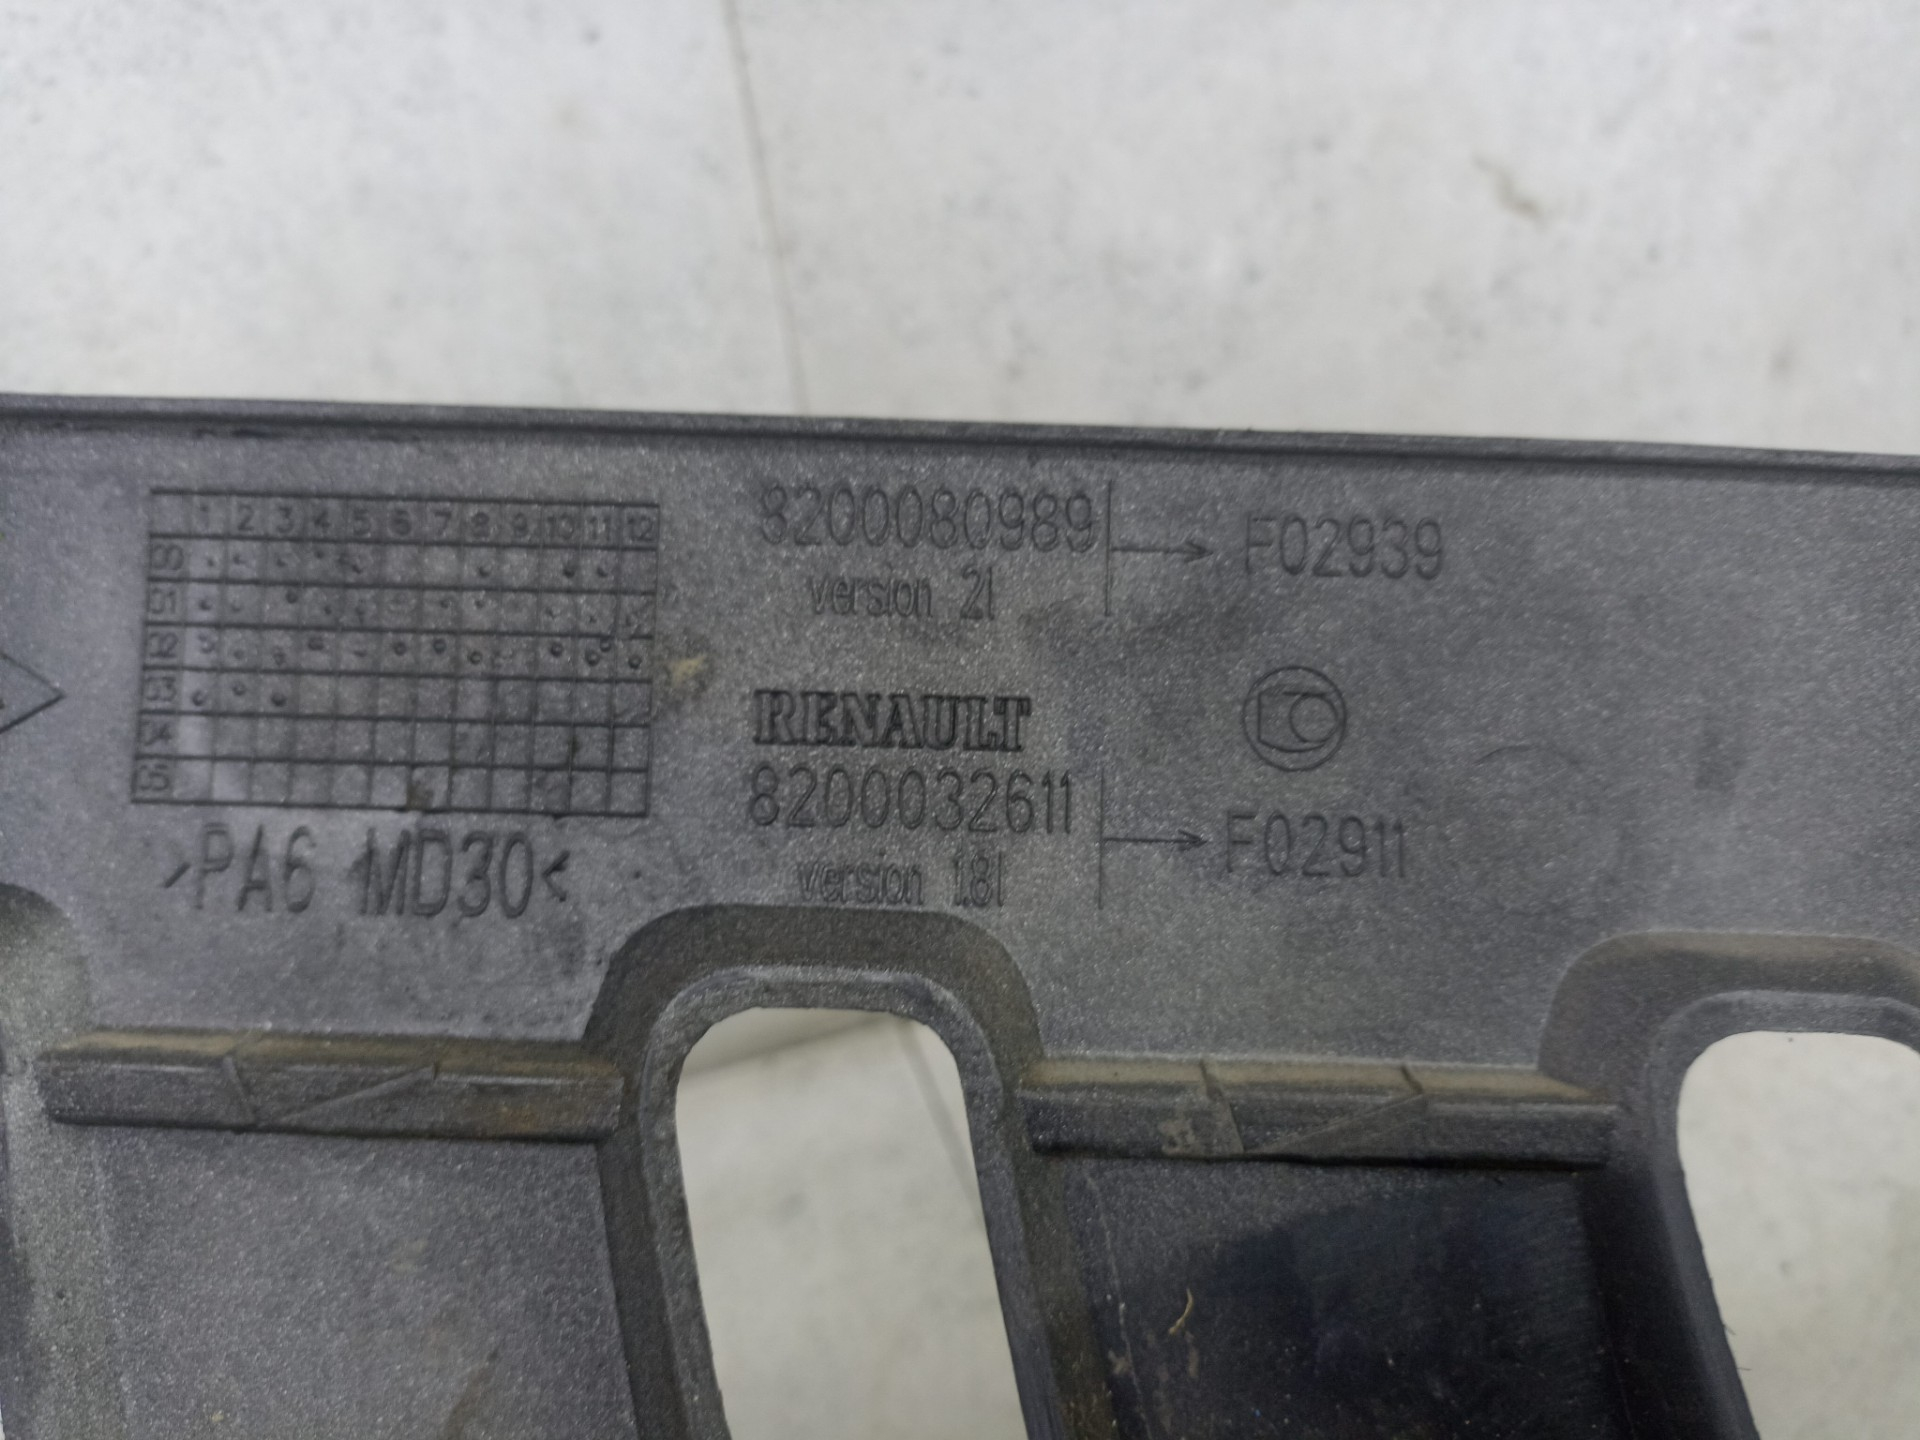 1 2 3 4 5 6 7 8 9 10 11 12
00
01
02
03
04
05
>PA6 MD30<
8200080989 → F02939
version 2l
RENAULT
8200032611 → F02911
version 1.8l